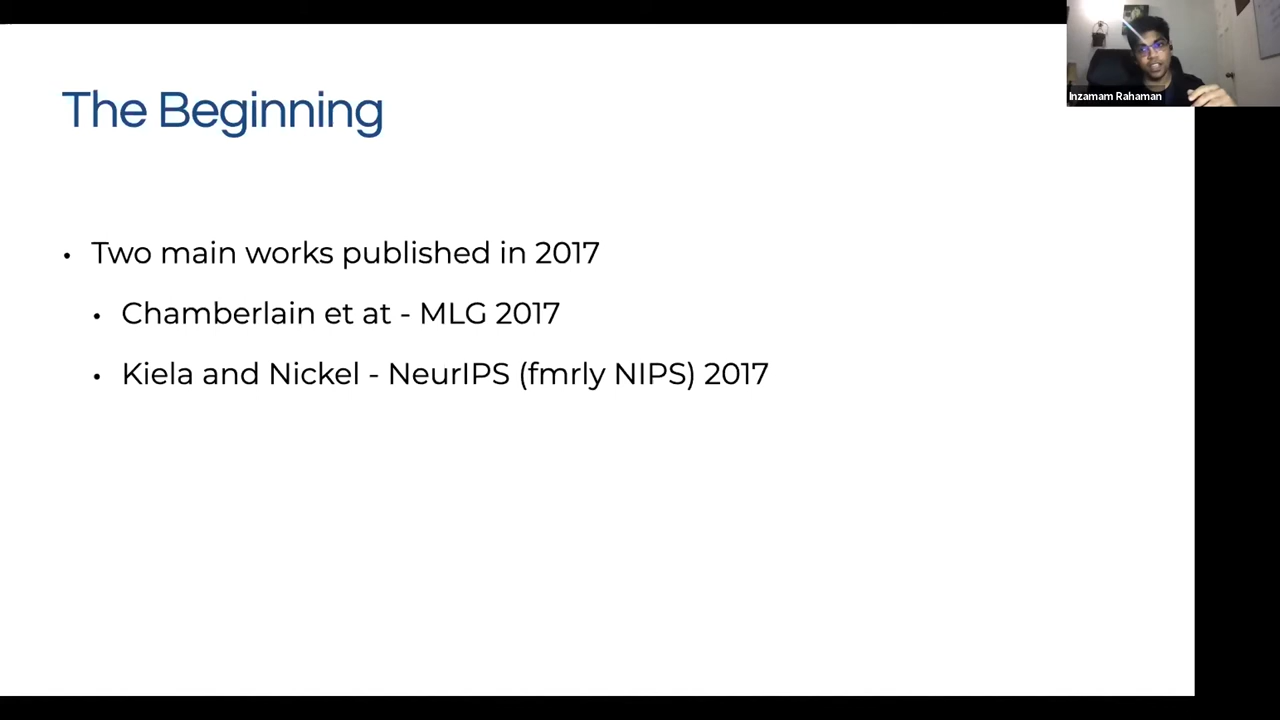 The Beginning
Inzamam Rahaman
• Two main works published in 2017
• Chamberlain et at - MLG 2017
• Kiela and Nickel - NeurIPS (fmrly NIPS) 2017